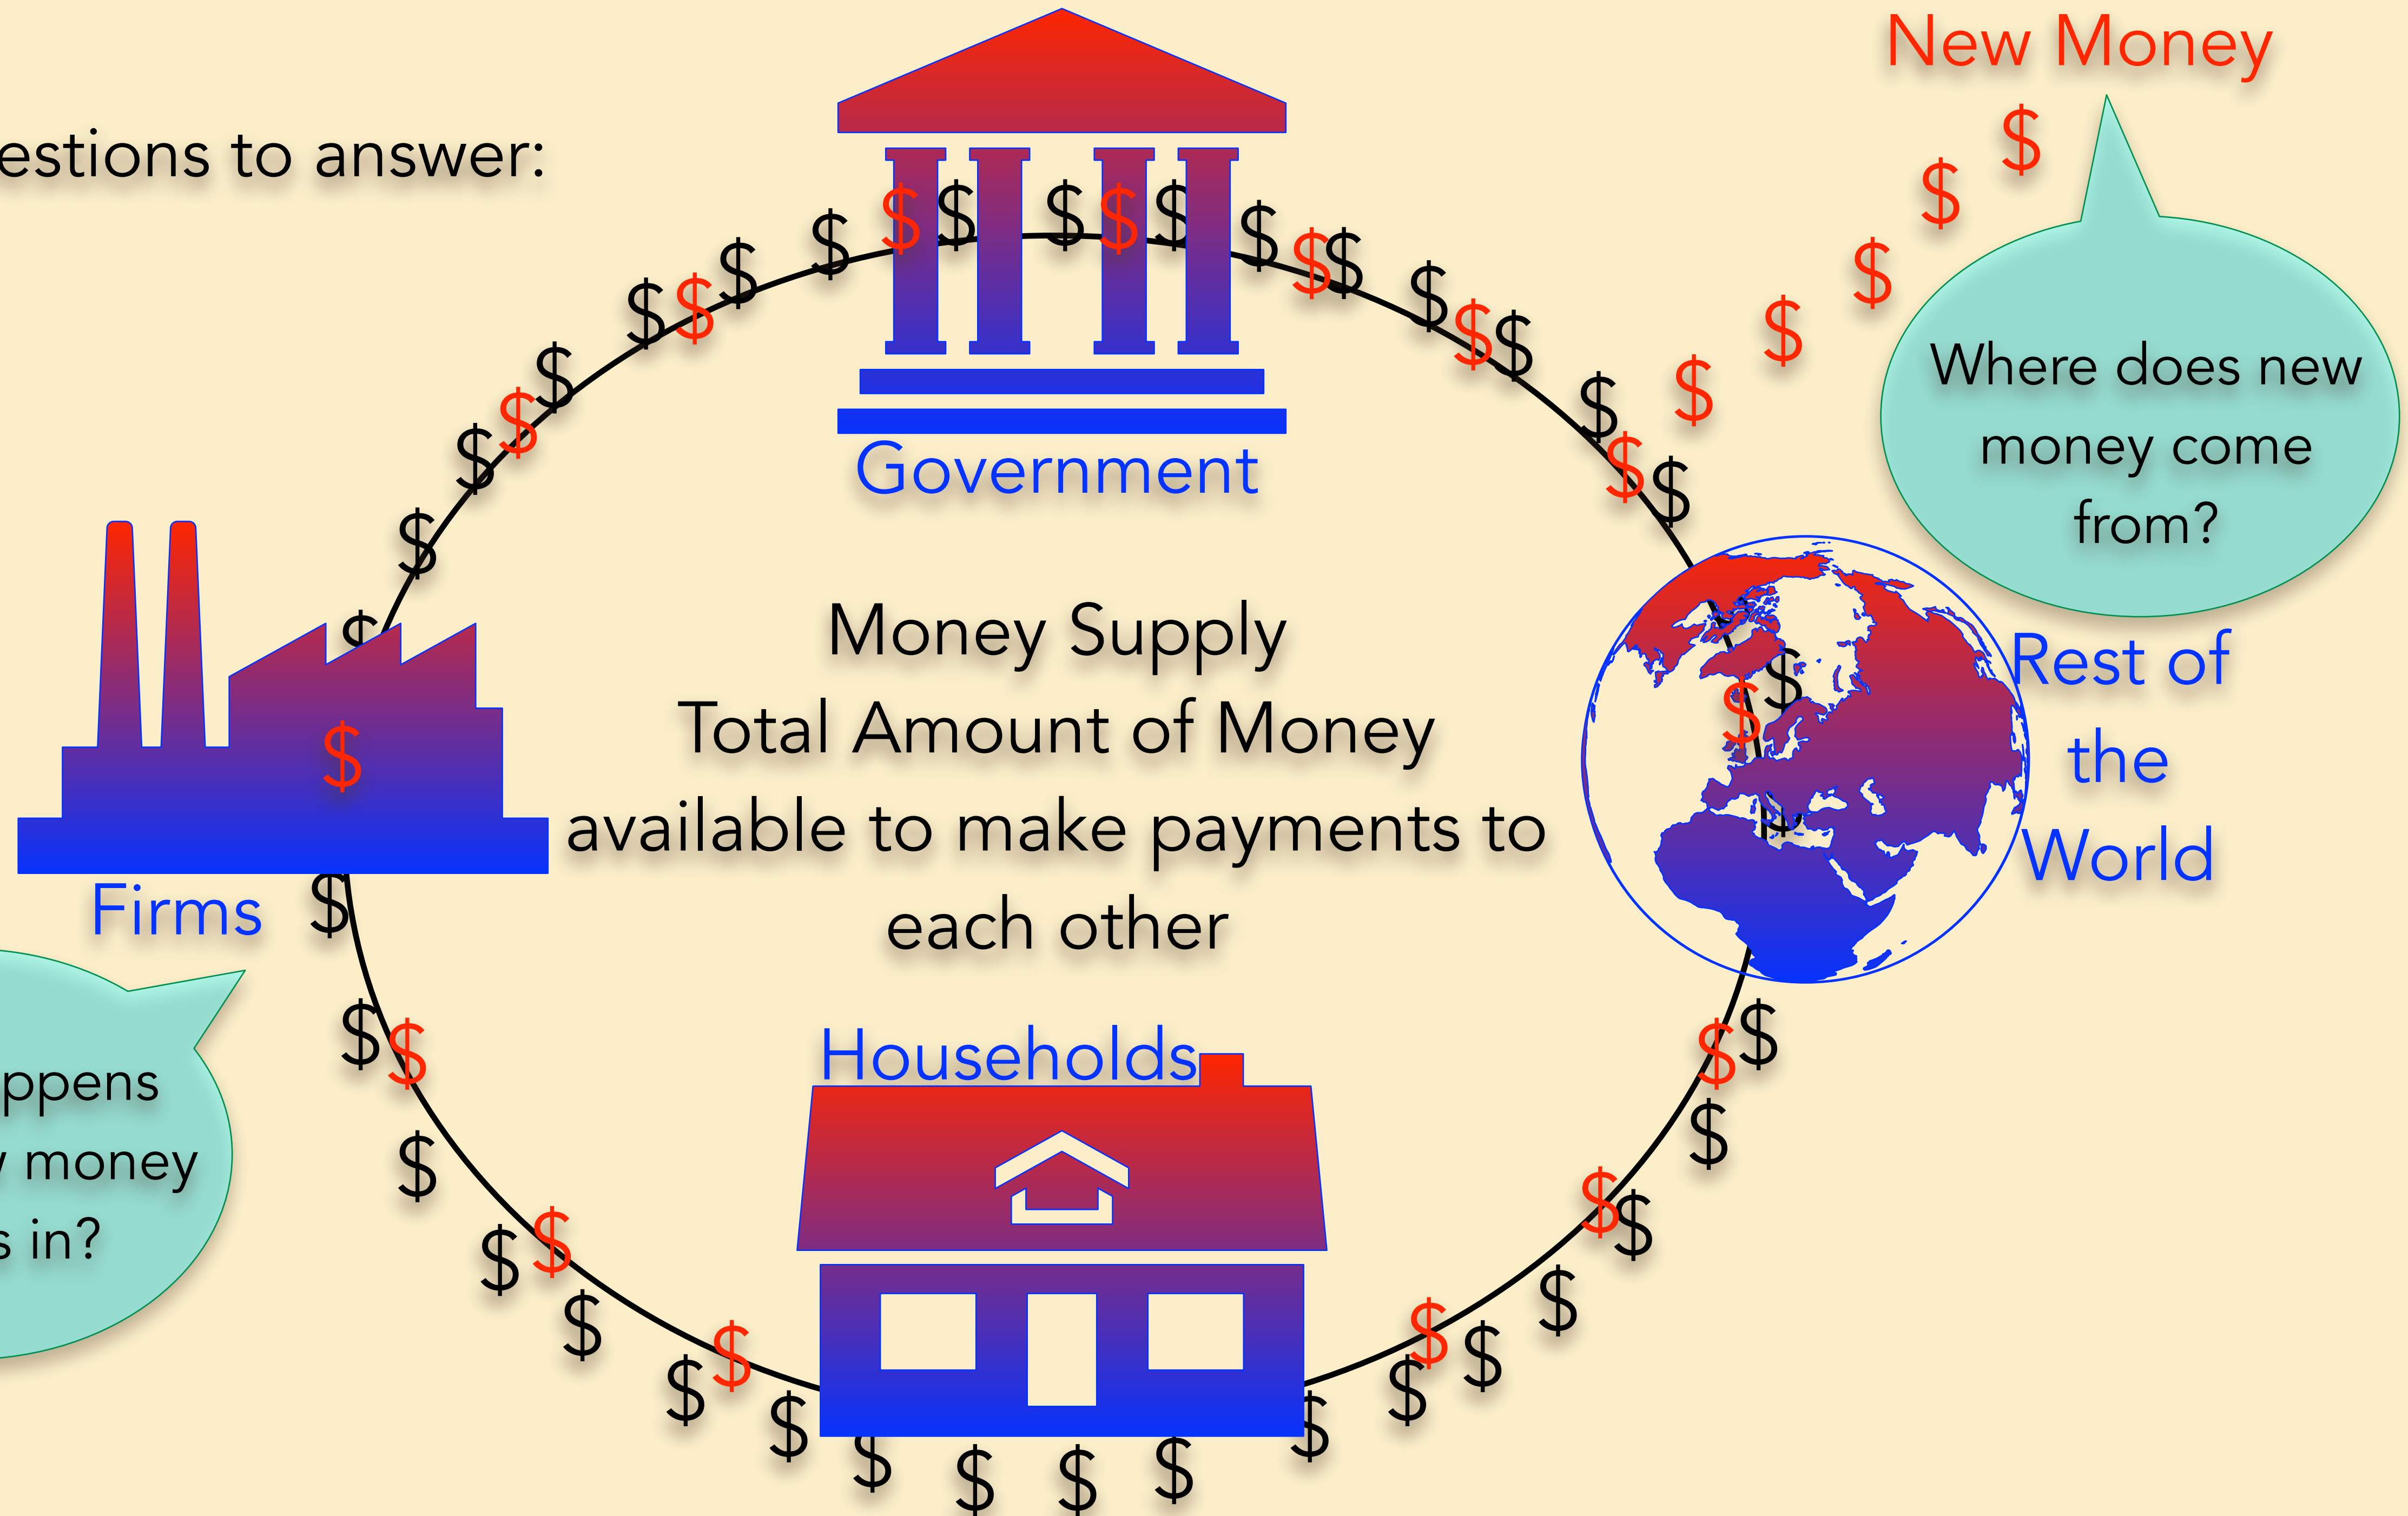 New Money
estions to answer:
Where does new
money come
from?
Government
Money Supply
Total Amount of Money
available to make payments to
each other
Rest of
the
World
Firms
Households
ppens
money
s in?